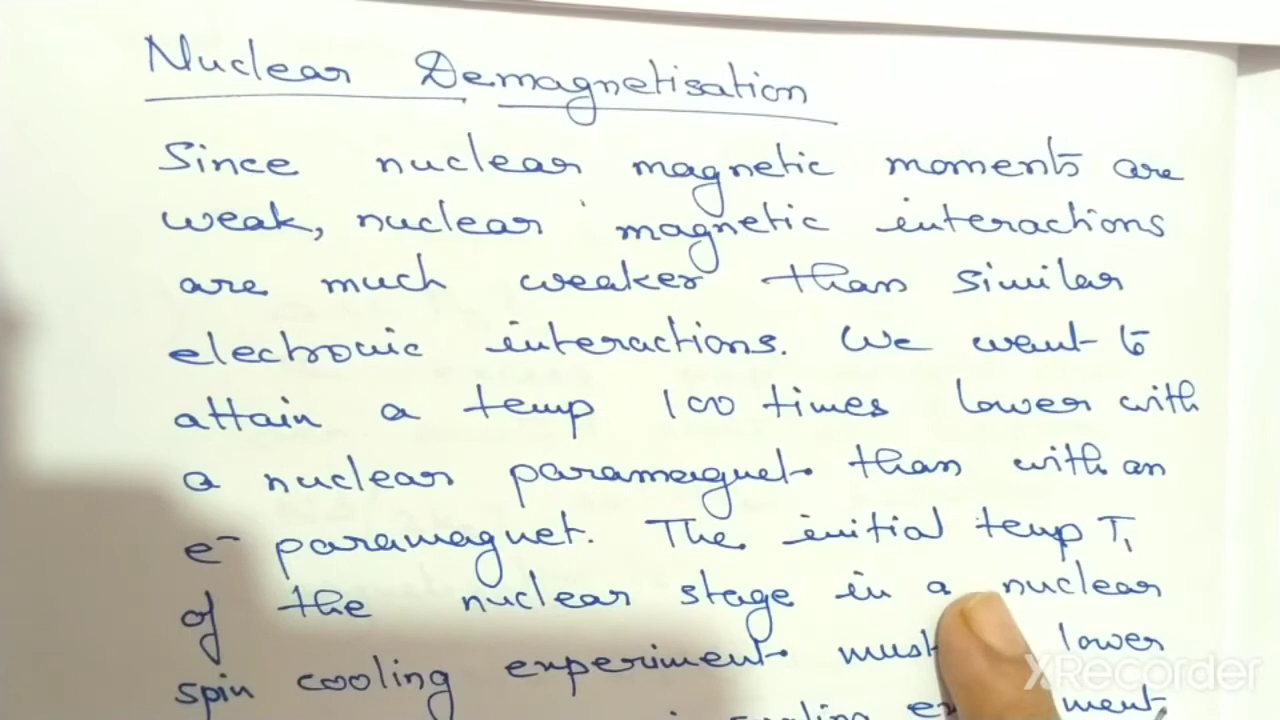 Nuclear Demagnetisation
Since nuclear magnetic moments are
weak, nuclear magnetic interactions
are much weaker than similar
electronic interactions. We want to
attain a temp 100 times lower with
a nuclear paramagnet than with an
e⁻ paramagnet. The initial temp T₁
of the nuclear stage in a nuclear
spin cooling experiment must lower
cooling
XRecorder